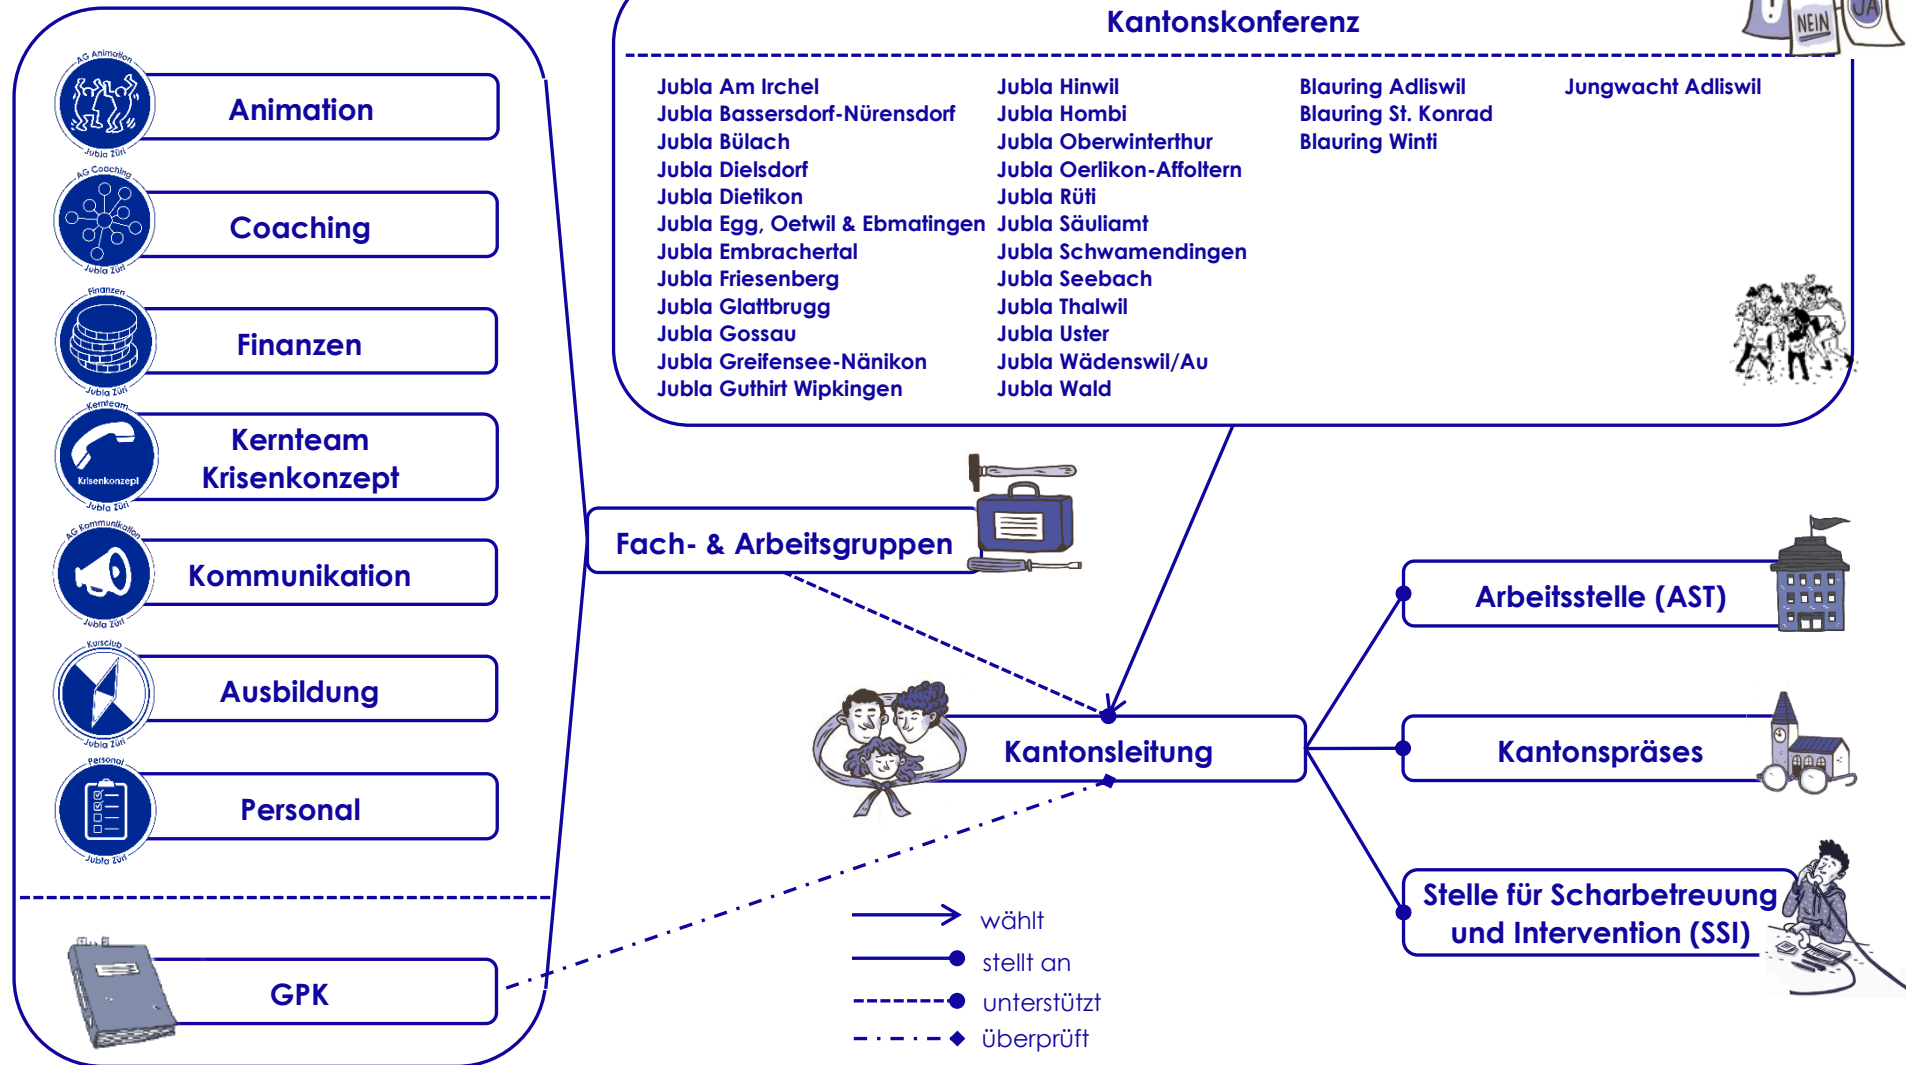 Kantonskonferenz
!
NEIN
JA
Jubla Am Irchel
Jubla Bassersdorf-Nürensdorf
Jubla Bülach
Jubla Dielsdorf
Jubla Dietikon
Jubla Egg, Oetwil & Ebmatingen
Jubla Embrachertal
Jubla Friesenberg
Jubla Glattbrugg
Jubla Gossau
Jubla Greifensee-Nänikon
Jubla Guthirt Wipkingen
Jubla Hinwil
Jubla Hombi
Jubla Oberwinterthur
Jubla Oerlikon-Affoltern
Jubla Rüti
Jubla Säuliamt
Jubla Schwamendingen
Jubla Seebach
Jubla Thalwil
Jubla Uster
Jubla Wädenswil/Au
Jubla Wald
Blauring Adliswil
Blauring St. Konrad
Blauring Winti
Jungwacht Adliswil
AG Animation
Jubla Züri
Animation
AG Coaching
Jubla Züri
Coaching
Finanzen
Jubla Züri
Finanzen
Kernteam
Krisenkonzept
Jubla Züri
Kernteam
Krisenkonzept
AG Kommunikation
Jubla Züri
Kommunikation
Kursclub
Jubla Züri
Ausbildung
Personal
Jubla Züri
Personal
GPK
Fach- & Arbeitsgruppen
Kantonsleitung
Arbeitsstelle (AST)
Kantonspräses
Stelle für Scharbetreuung
und Intervention (SSI)
wählt
stellt an
unterstützt
überprüft